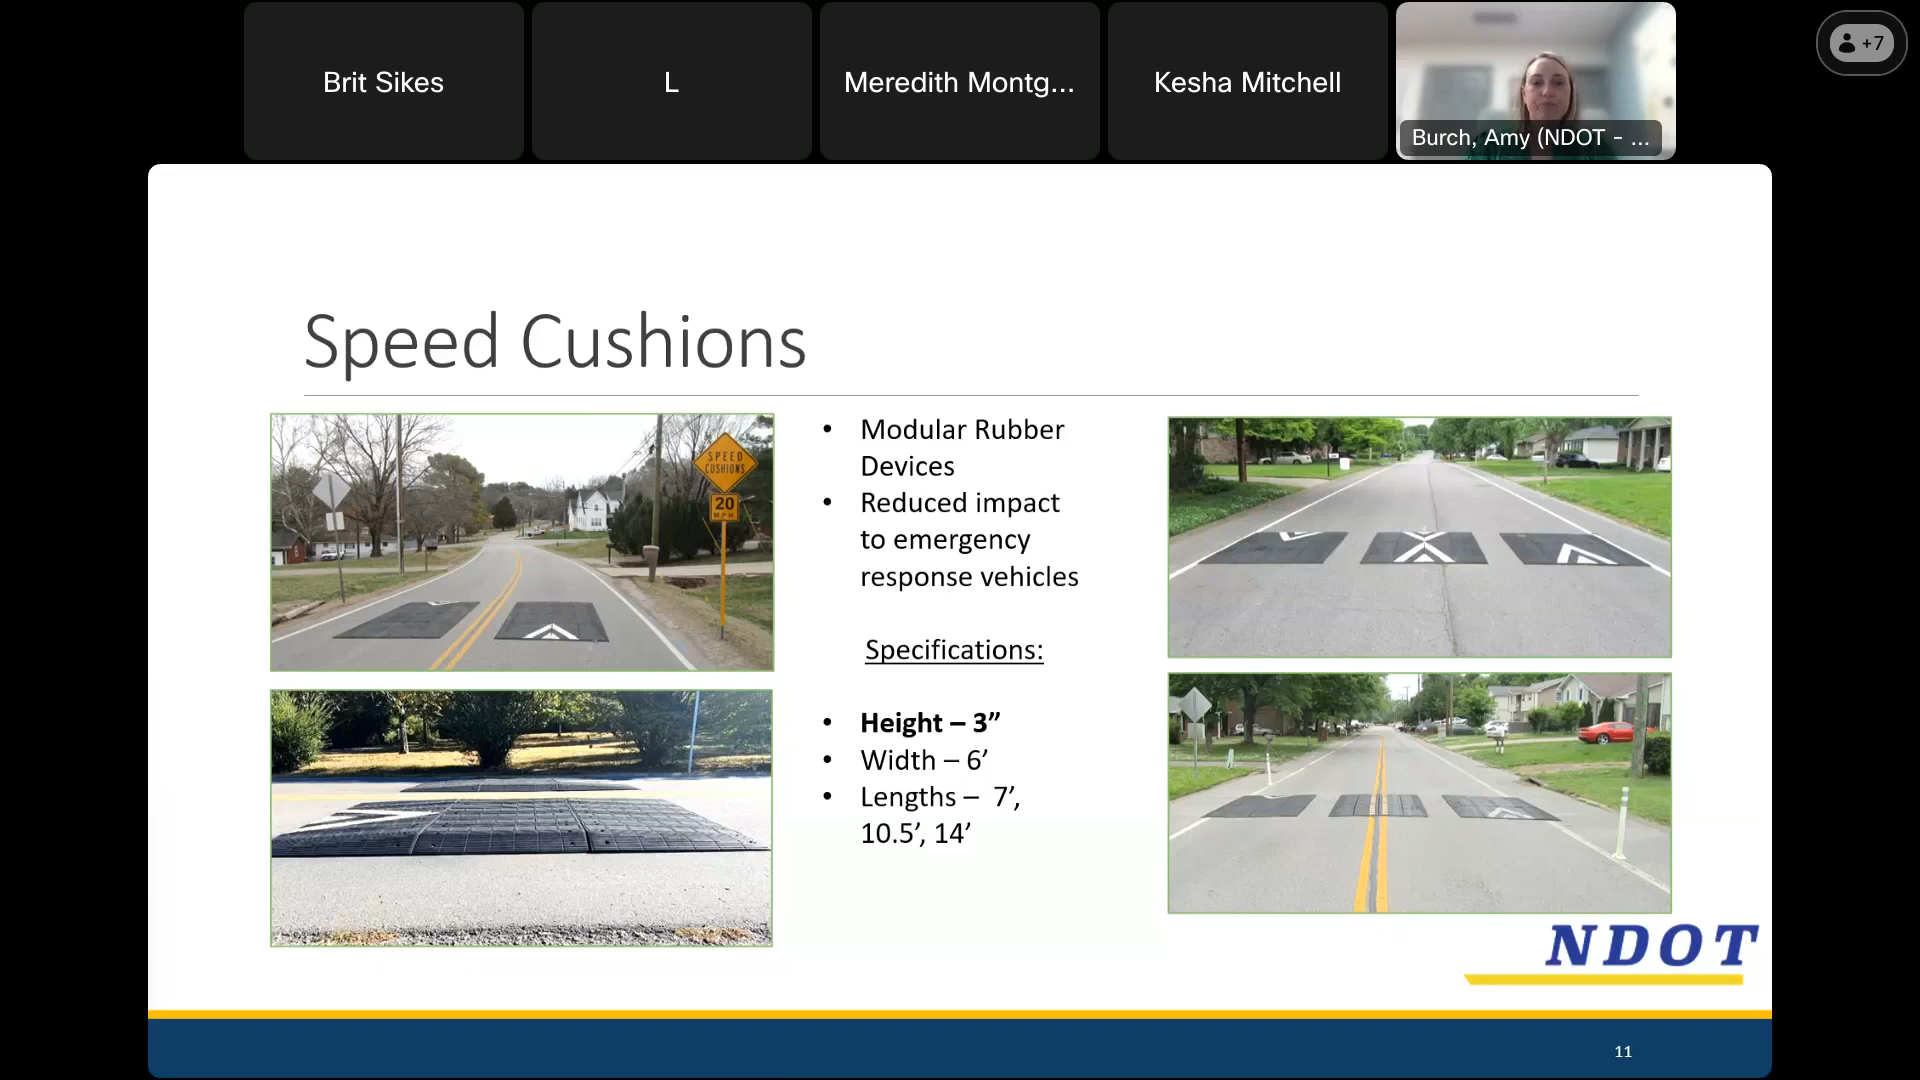 Brit Sikes
L
Meredith Montg...
Kesha Mitchell
Burch, Amy (NDOT - ...
+7
Speed Cushions
SPEED
CUSHIONS
20
M.P.H.
• Modular Rubber
Devices
• Reduced impact
to emergency
response vehicles
Specifications:
• Height – 3”
• Width – 6’
• Lengths –  7’,
10.5’, 14’
NDOT
11